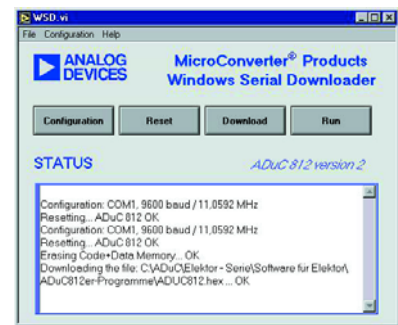 WSD.vi
File Configuration Help
ANALOG
DEVICES
MicroConverter® Products
Windows Serial Downloader
Configuration Reset Download Run
STATUS
ADuC 812 version 2
Configuration: COM1, 9600 baud / 11,0592 MHz
Resetting... ADuC 812 OK
Configuration: COM1, 9600 baud / 11,0592 MHz
Resetting... ADuC 812 OK
Erasing Code+Data Memory... OK
Downloading the file: C:\ADuC\Elektor - Serie\Software für Elektor\
ADuC812er-Programme\ADUC812.hex... OK